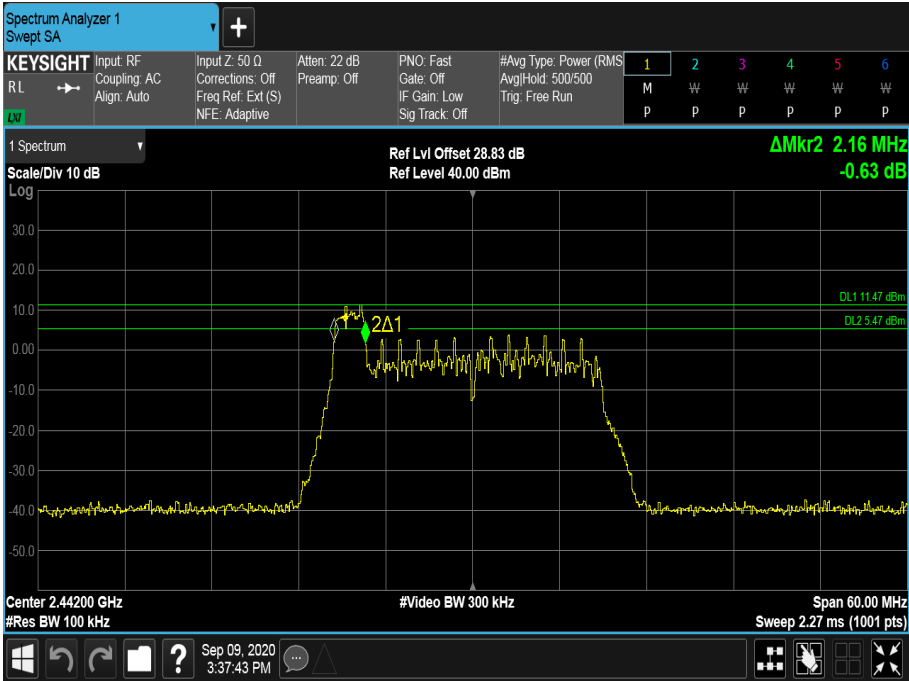 Spectrum Analyzer 1
Swept SA
+
KEYSIGHT
RL
LXI
Input: RF
Coupling: AC
Align: Auto
Input Z: 50 Ω
Corrections: Off
Freq Ref: Ext (S)
NFE: Adaptive
Atten: 22 dB
Preamp: Off
PNO: Fast
Gate: Off
IF Gain: Low
Sig Track: Off
#Avg Type: Power (RMS
Avg|Hold: 500/500
Trig: Free Run
1 2 3 4 5 6
M W W W W W
P P P P P P
1 Spectrum
Scale/Div 10 dB
Log
Ref Lvl Offset 28.83 dB
Ref Level 40.00 dBm
ΔMkr2 2.16 MHz
-0.63 dB
30.0
20.0
10.0
0.00
-10.0
-20.0
-30.0
-40.0
-50.0
DL1 11.47 dBm
DL2 5.47 dBm
2Δ1
Center 2.44200 GHz
#Res BW 100 kHz
#Video BW 300 kHz
Span 60.00 MHz
Sweep 2.27 ms (1001 pts)
?
Sep 09, 2020
3:37:43 PM